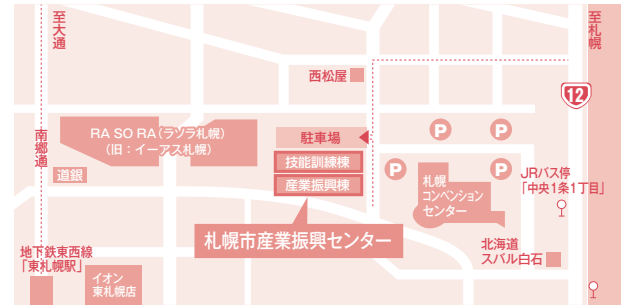 至大通
至札幌
西松屋
12
南郷通
RA SO RA(ラソラ札幌)
(旧：イーアス札幌)
駐車場
P
P
技能訓練棟
P
P
道銀
産業振興棟
札幌
コンベンション
センター
JRバス停
「中央1条1丁目」
札幌市産業振興センター
地下鉄東西線
「東札幌駅」
北海道
スバル白石
イオン
東札幌店